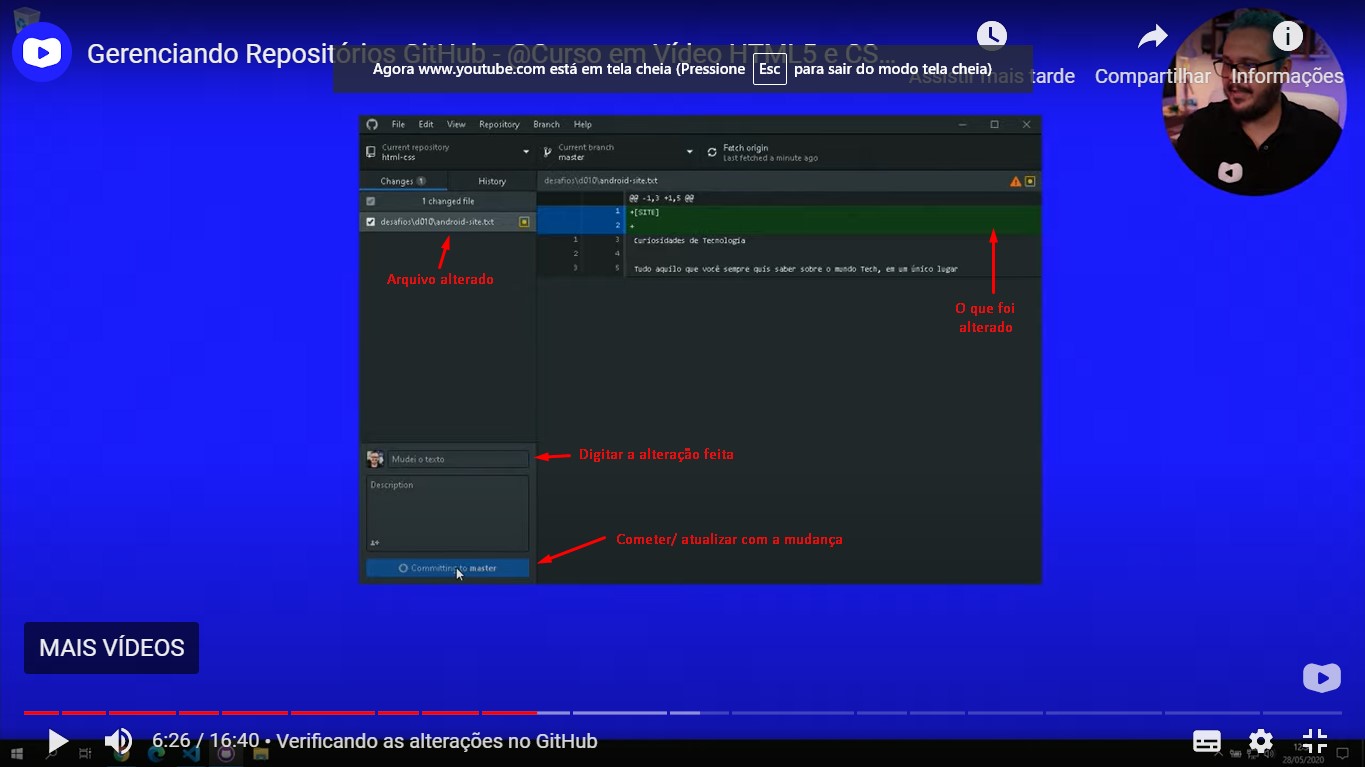 Gerenciando Repositórios GitHub - @Curso em Vídeo HTML5 e CS...
Agora www.youtube.com está em tela cheia (Pressione Esc para sair do modo tela cheia)
Assistir mais tarde
Compartilhar
Informações
File Edit View Repository Branch Help
Current repository
html-css
Current branch
master
Fetch origin
Last fetched a minute ago
Changes 1
History
desafios\d010\android-site.txt
1 changed file
desafios\d010\android-site.txt
@@ -1,3 +1,5 @@
1 +[SITE]
2 +
1 3 Curiosidades de Tecnologia
2 4
3 5 Tudo aquilo que você sempre quis saber sobre o mundo Tech, em um único lugar
Arquivo alterado
O que foi
alterado
Mudei o texto
Digitar a alteração feita
Description
Cometer/ atualizar com a mudança
Committing to master
MAIS VÍDEOS
6:26 / 16:40 • Verificando as alterações no GitHub
28/05/2020